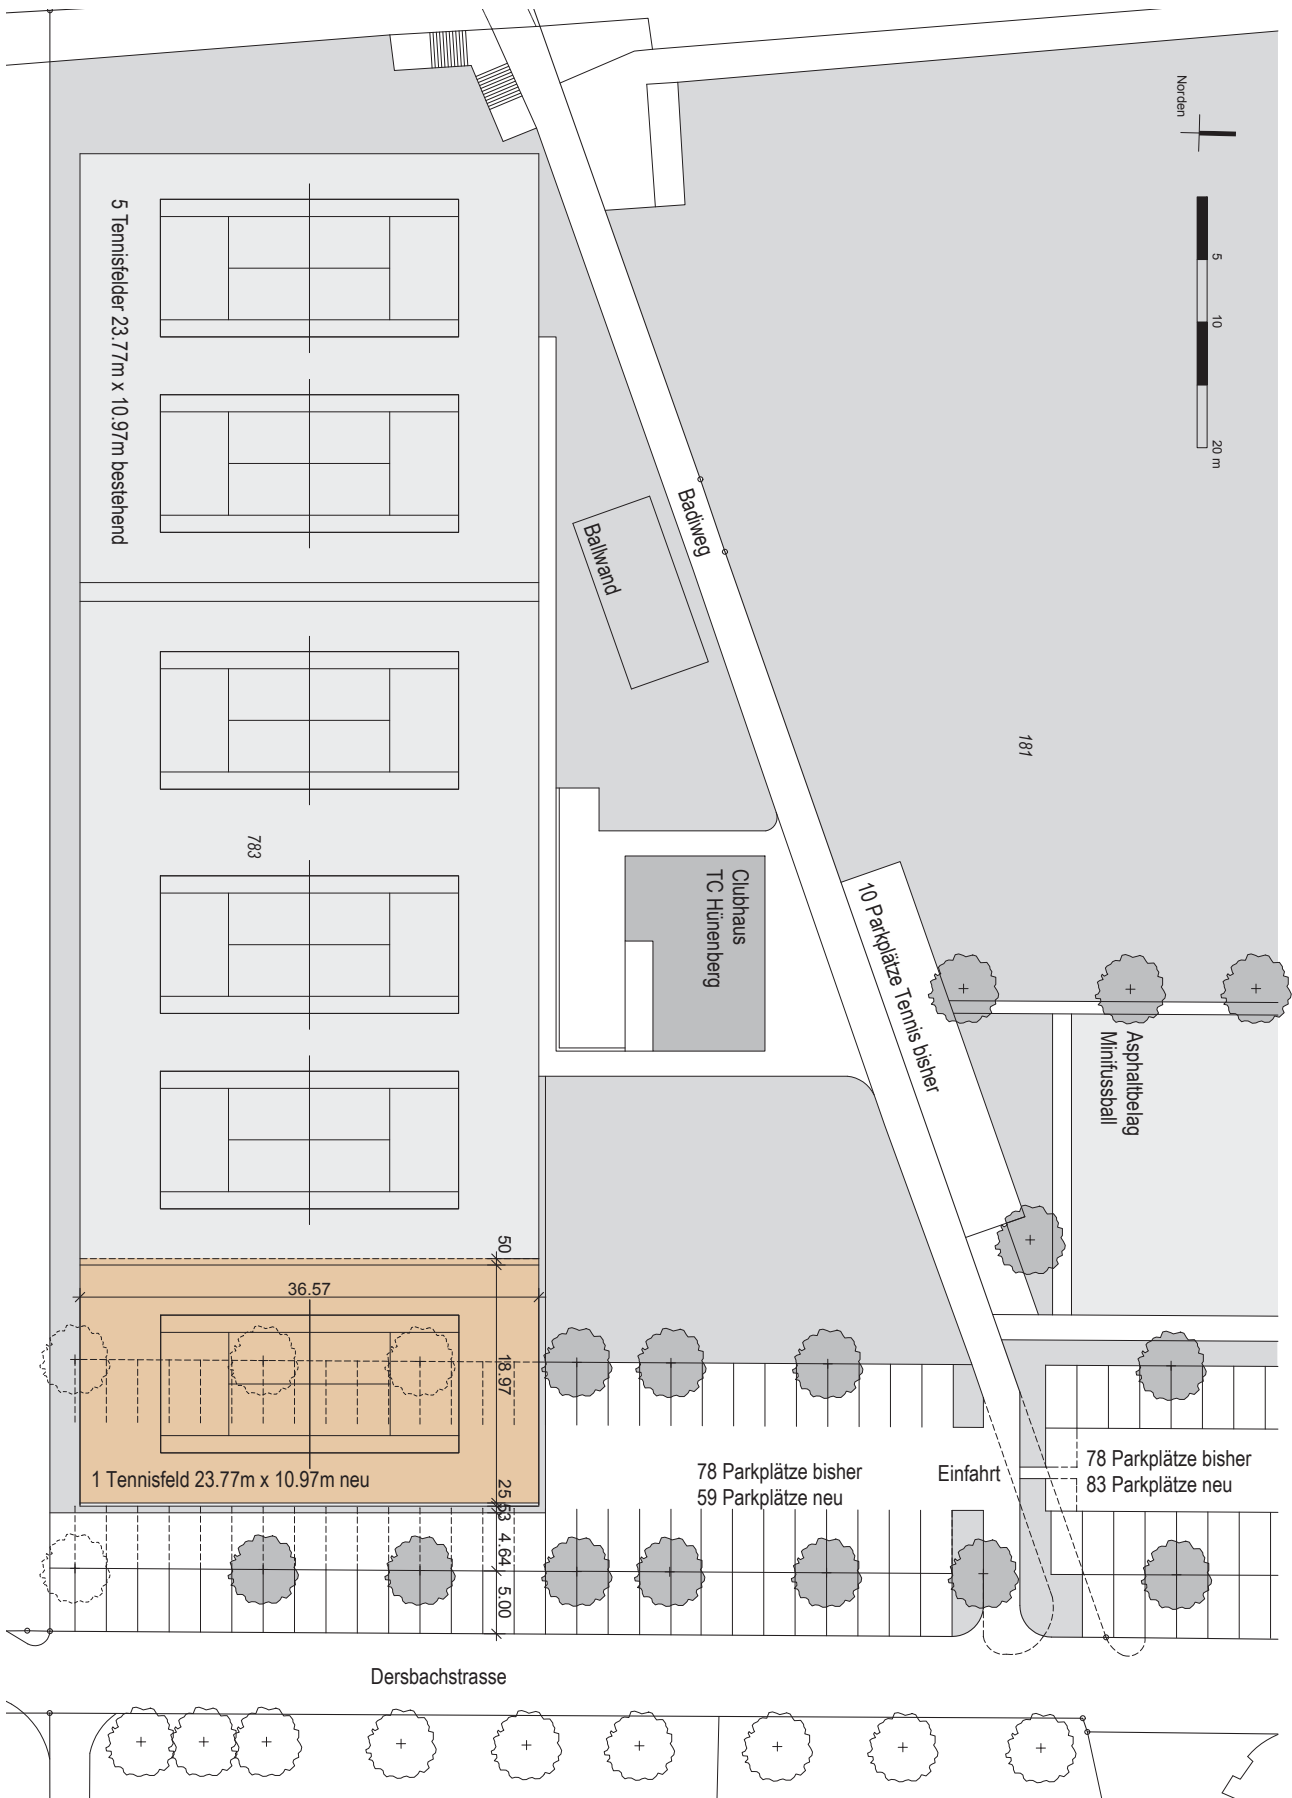 Norden
5
10
20 m
5 Tennisfelder 23.77m x 10.97m bestehend
Badiweg
Ballwand
181
783
Clubhaus
TC Hünenberg
10 Parkplätze Tennis bisher
Asphaltbelag
Minifussball
50
36.57
18.97
1 Tennisfeld 23.77m x 10.97m neu
25
53
4.64
5.00
78 Parkplätze bisher
59 Parkplätze neu
Einfahrt
78 Parkplätze bisher
83 Parkplätze neu
Dersbachstrasse